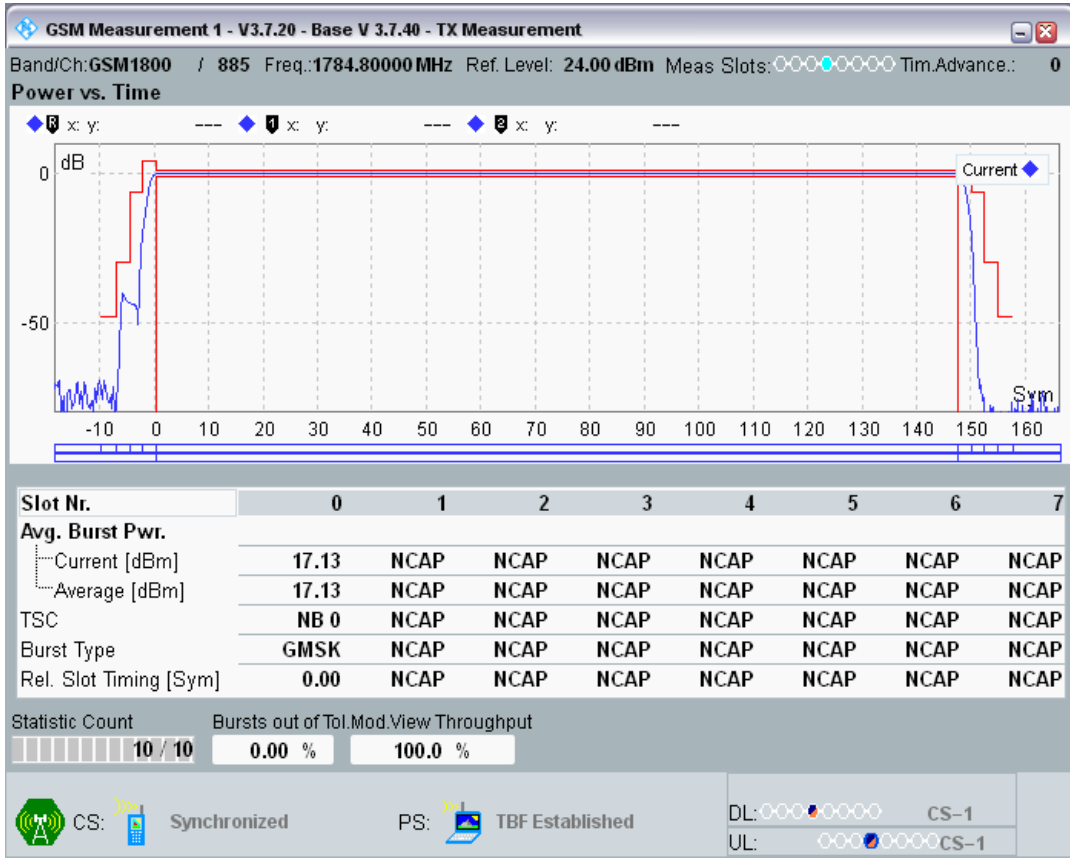 GSM Measurement 1 - V3.7.20 - Base V 3.7.40 - TX Measurement
Band/Ch:GSM1800 / 885 Freq.:1784.80000 MHz Ref. Level: 24.00 dBm Meas Slots: Tim.Advance.: 0
Power vs. Time
R x: y: --- 1 x: y: --- 2 x: y: ---
dB
Current
0
-50
Sym
-10 0 10 20 30 40 50 60 70 80 90 100 110 120 130 140 150 160
Slot Nr. 0 1 2 3 4 5 6 7
Avg. Burst Pwr.
Current [dBm] 17.13 NCAP NCAP NCAP NCAP NCAP NCAP NCAP
Average [dBm] 17.13 NCAP NCAP NCAP NCAP NCAP NCAP NCAP
TSC NB 0 NCAP NCAP NCAP NCAP NCAP NCAP NCAP
Burst Type GMSK NCAP NCAP NCAP NCAP NCAP NCAP NCAP
Rel. Slot Timing [Sym] 0.00 NCAP NCAP NCAP NCAP NCAP NCAP NCAP
Statistic Count Bursts out of Tol.Mod.View Throughput
10 / 10 0.00 % 100.0 %
CS: Synchronized PS: TBF Established DL: CS-1
UL: CS-1